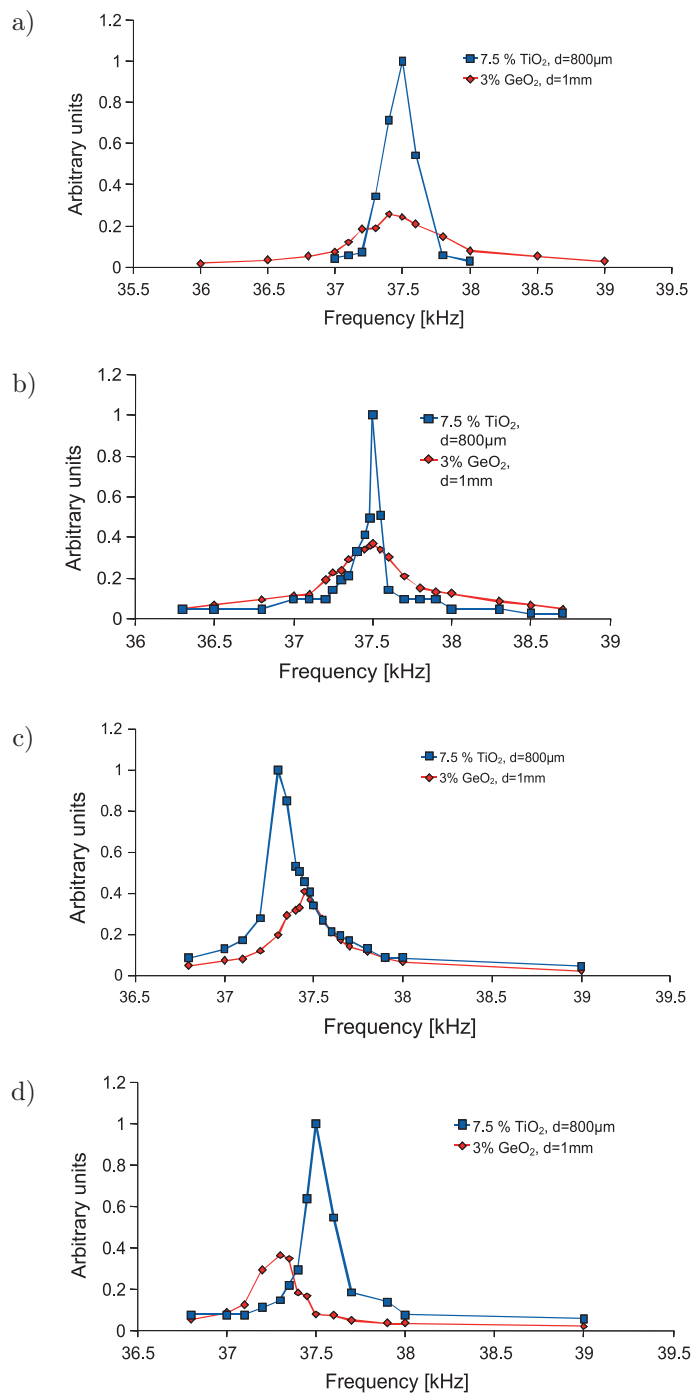 a)
1.2
1
0.8
0.6
0.4
0.2
0
Arbitrary units
7.5 % TiO₂, d=800µm
3% GeO₂, d=1mm
35.5 36 36.5 37 37.5 38 38.5 39 39.5
Frequency [kHz]
b)
1.2
1
0.8
0.6
0.4
0.2
0
Arbitrary units
7.5 % TiO₂,
d=800µm
3% GeO₂,
d=1mm
36 36.5 37 37.5 38 38.5 39
Frequency [kHz]
c)
1.2
1
0.8
0.6
0.4
0.2
0
Arbitrary units
7.5 % TiO₂, d=800µm
3% GeO₂, d=1mm
36.5 37 37.5 38 38.5 39 39.5
Frequency [kHz]
d)
1.2
1
0.8
0.6
0.4
0.2
0
Arbitrary units
7.5 % TiO₂, d=800µm
3% GeO₂, d=1mm
36.5 37 37.5 38 38.5 39 39.5
Frequency [kHz]